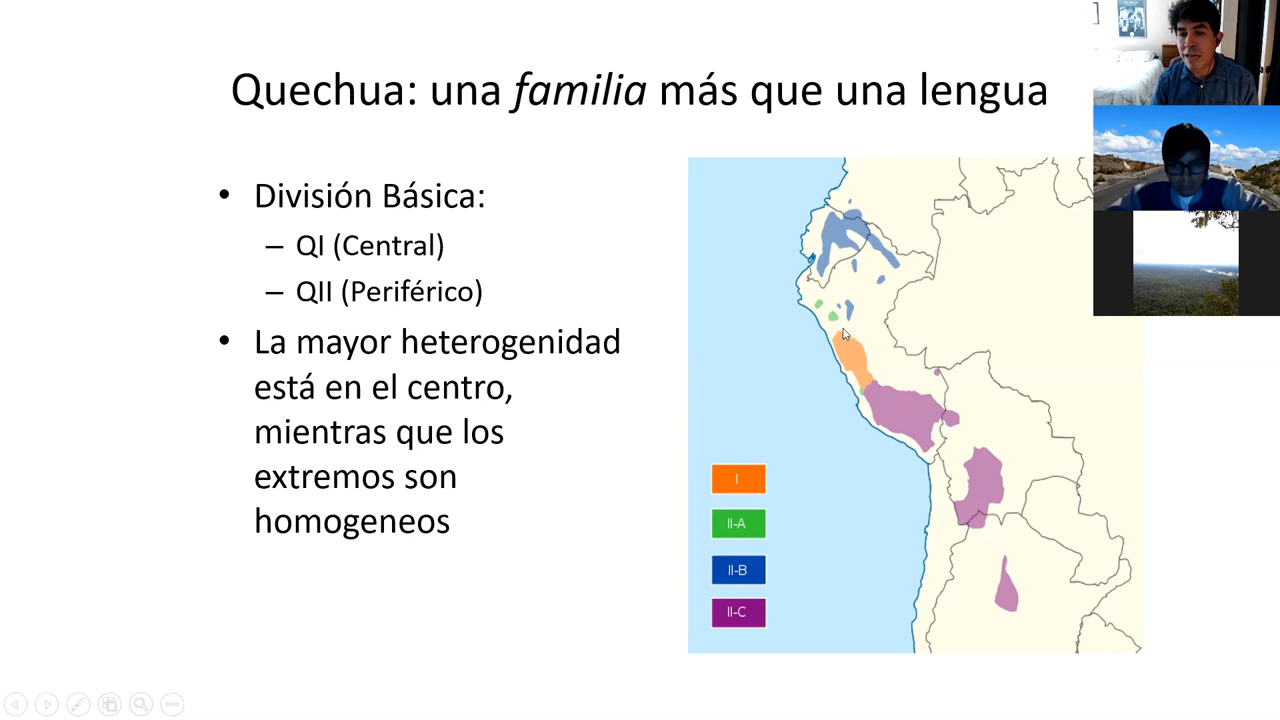 Quechua: una familia más que una lengua
• División Básica:
– QI (Central)
– QII (Periférico)
• La mayor heterogenidad
está en el centro,
mientras que los
extremos son
homogeneos
I
II-A
II-B
II-C